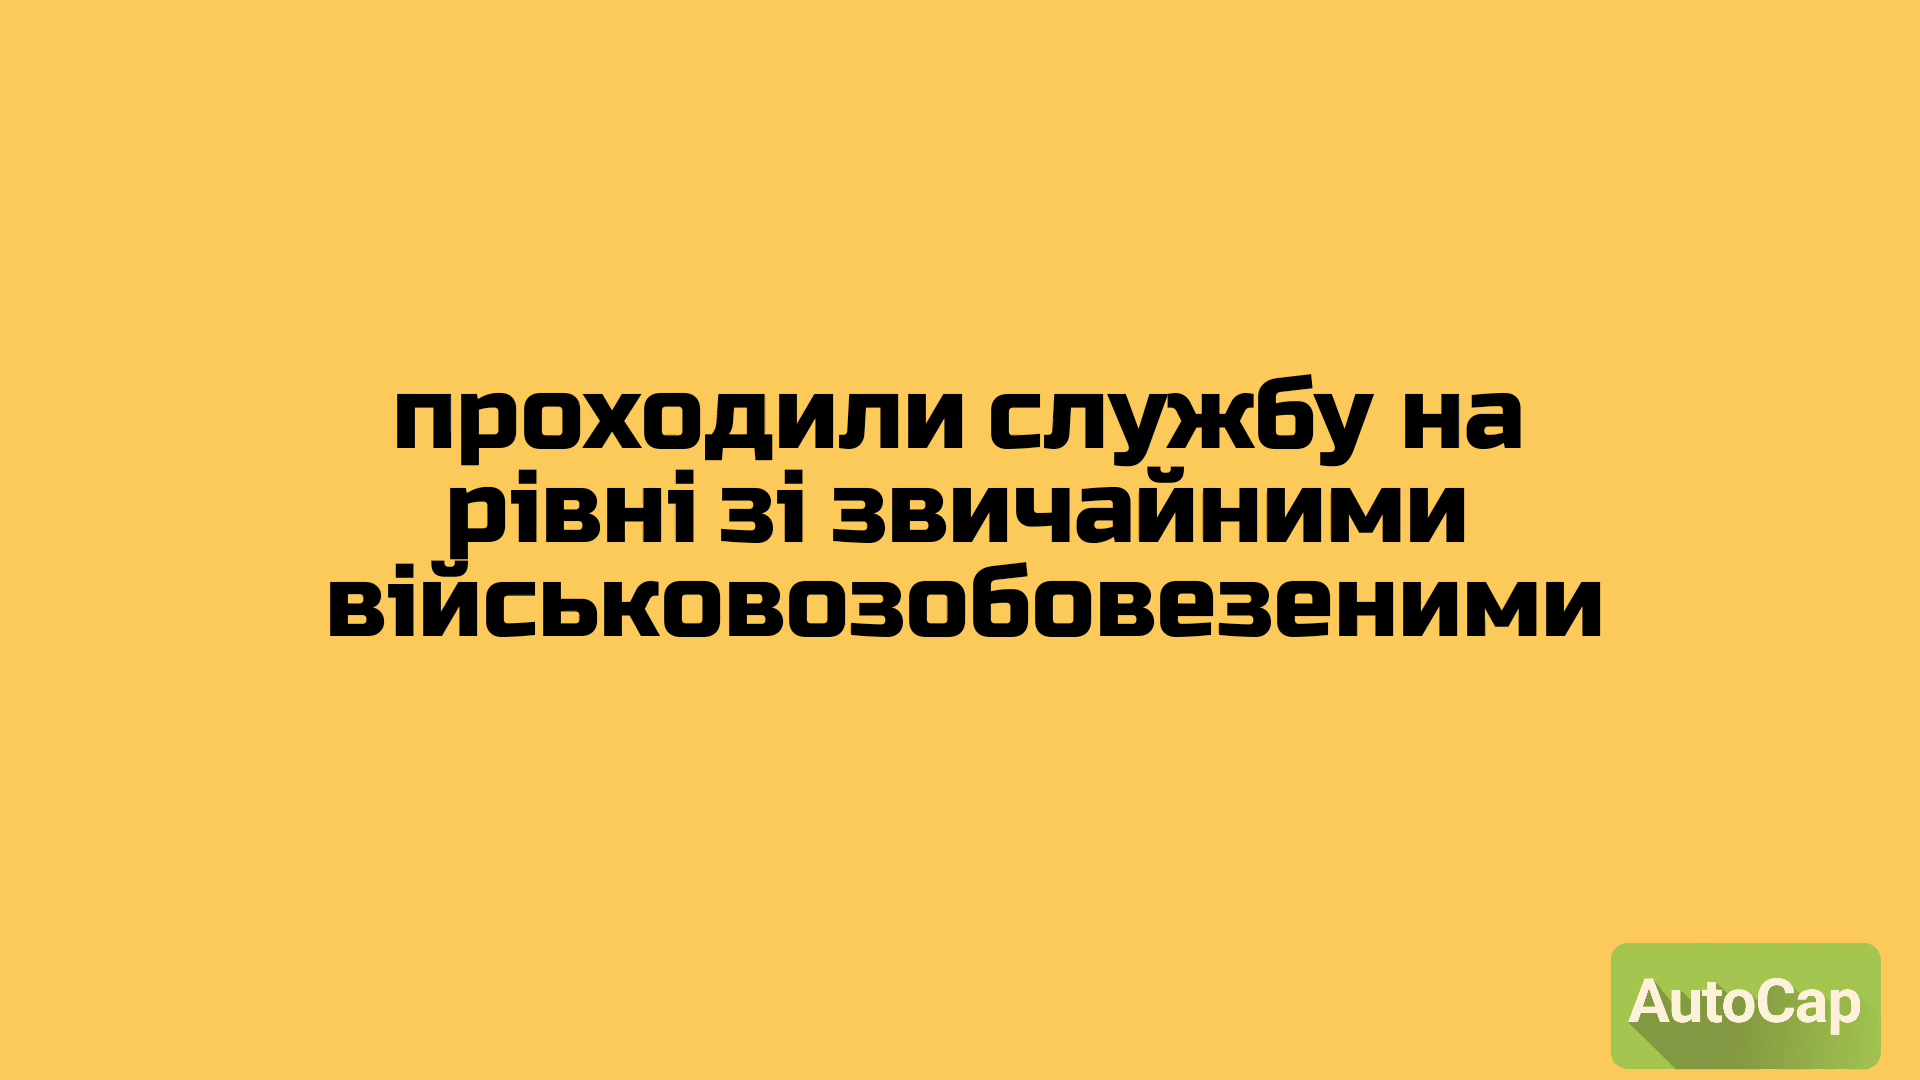 проходили службу на
рівні зі звичайними
військовозобовезеними
AutoCap